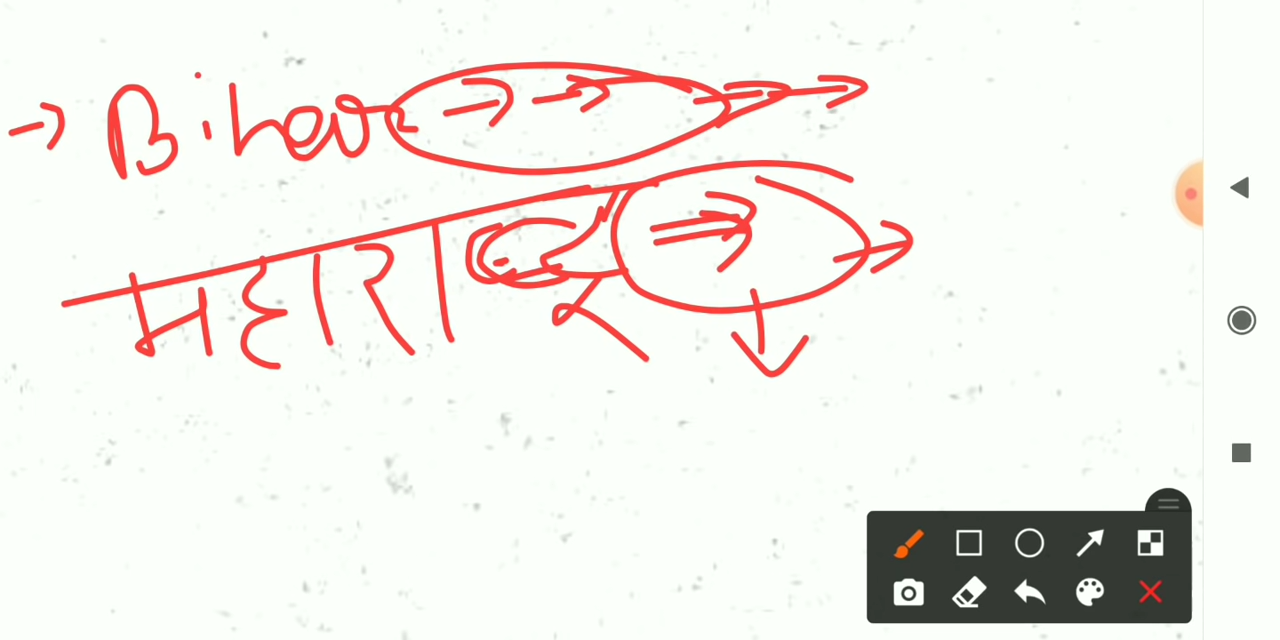 → Bihar → → → →
महाराष्ट्र → →